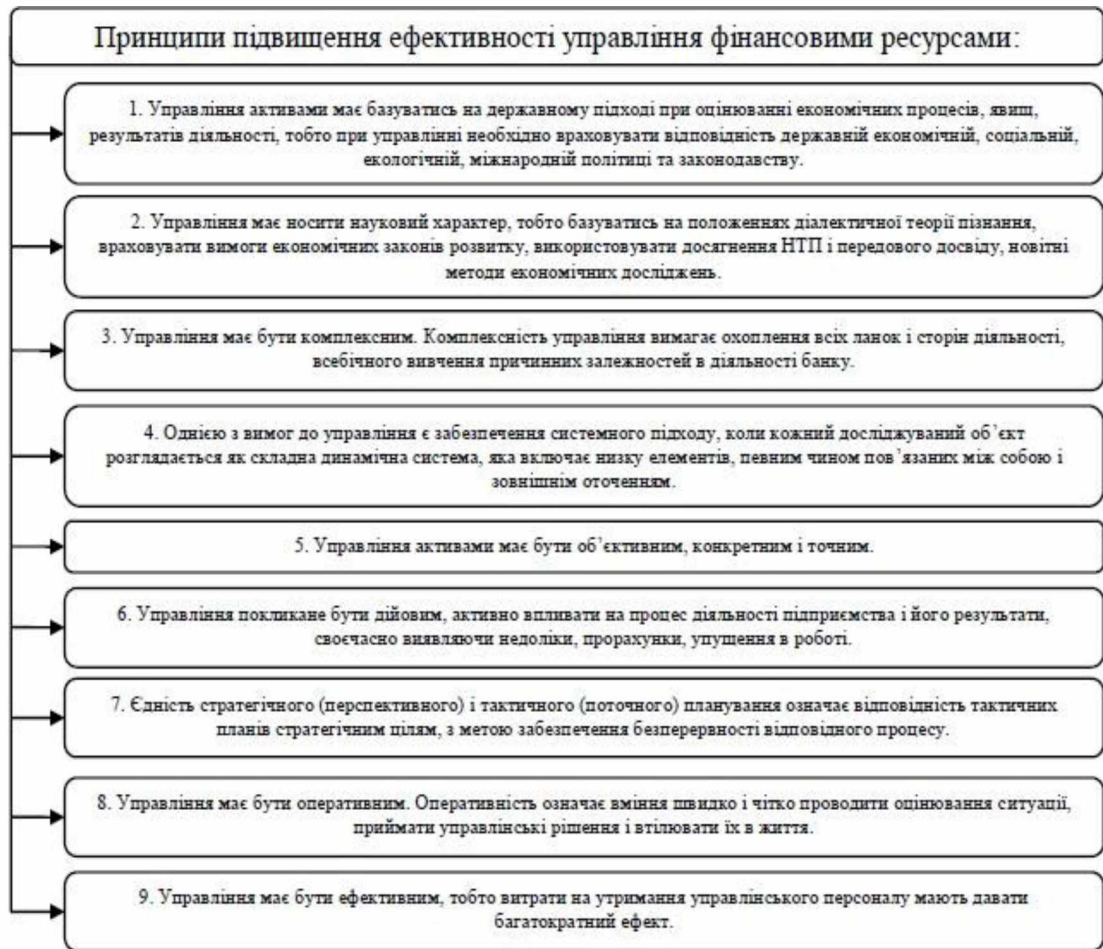 Принципи підвищення ефективності управління фінансовими ресурсами:
1. Управління активами має базуватись на державному підході при оцінюванні економічних процесів, явищ,
результатів діяльності, тобто при управлінні необхідно враховувати відповідність державній економічній, соціальній,
екологічній, міжнародній політиці та законодавству.
2. Управління має носити науковий характер, тобто базуватись на положеннях діалектичної теорії пізнання,
враховувати вимоги економічних законів розвитку, використовувати досягнення НТП і передового досвіду, новітні
методи економічних досліджень.
3. Управління має бути комплексним. Комплексність управління вимагає охоплення всіх ланок і сторін діяльності,
всебічного вивчення причинних залежностей в діяльності банку.
4. Однією з вимог до управління є забезпечення системного підходу, коли кожний досліджуваний об’єкт
розглядається як складна динамічна система, яка включає низку елементів, певним чином пов’язаних між собою і
зовнішнім оточенням.
5. Управління активами має бути об’єктивним, конкретним і точним.
6. Управління покликане бути дійовим, активно впливати на процес діяльності підприємства і його результати,
своєчасно виявляючи недоліки, прорахунки, упущення в роботі.
7. Єдність стратегічного (перспективного) і тактичного (поточного) планування означає відповідність тактичних
планів стратегічним цілям, з метою забезпечення безперервності відповідного процесу.
8. Управління має бути оперативним. Оперативність означає вміння швидко і чітко проводити оцінювання ситуації,
приймати управлінські рішення і втілювати їх в життя.
9. Управління має бути ефективним, тобто витрати на утримання управлінського персоналу мають давати
багатократний ефект.